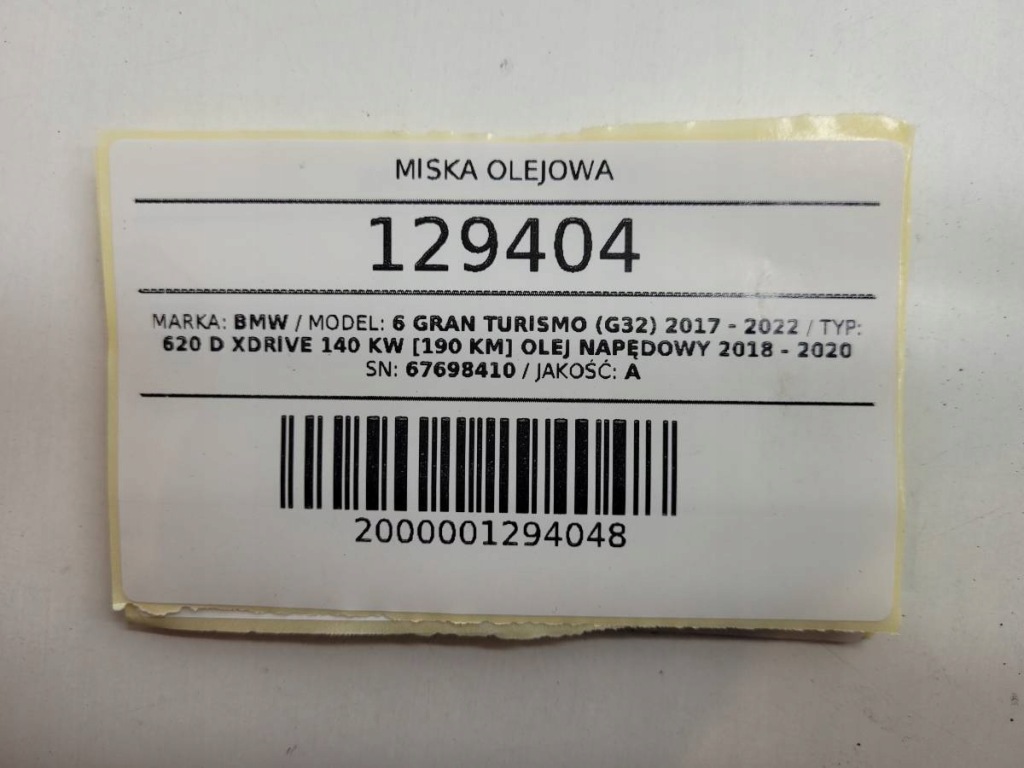 MISKA OLEJOWA
129404
MARKA: BMW / MODEL: 6 GRAN TURISMO (G32) 2017 - 2022 / TYP:
620 D XDRIVE 140 KW [190 KM] OLEJ NAPĘDOWY 2018 - 2020
SN: 67698410 / JAKOŚĆ: A
2000001294048